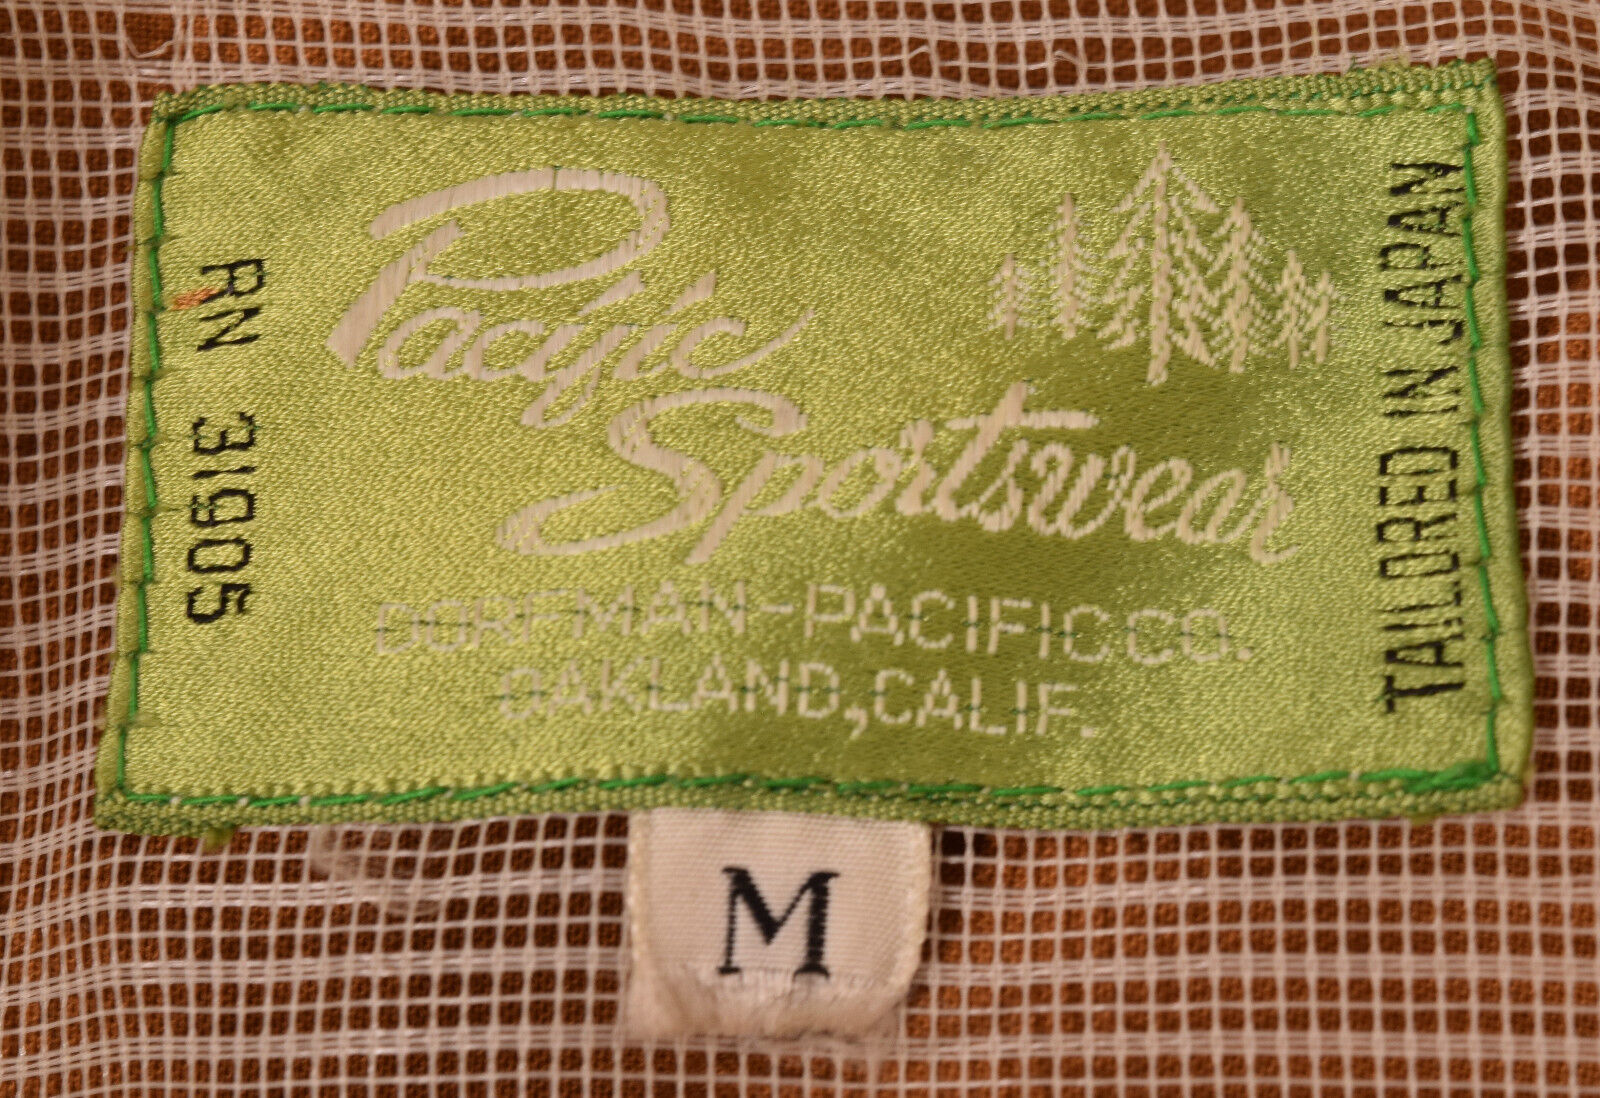 Pacific
Sportswear
DORFMAN-PACIFIC CO.
OAKLAND, CALIF.
RN 31905
TAILORED IN JAPAN
M